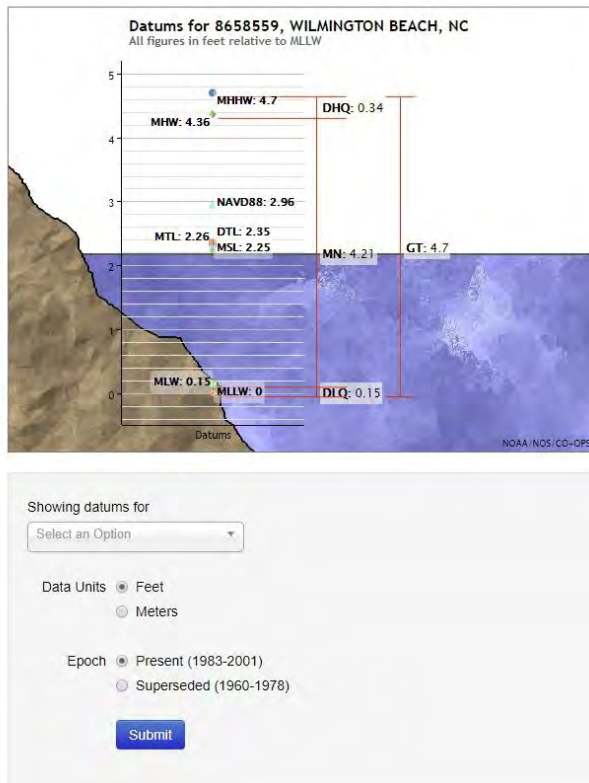 Datums for 8658559, WILMINGTON BEACH, NC
All figures in feet relative to MLLW
5
MHHW: 4.7
DHQ: 0.34
MHW: 4.36
4
3
NAVD88: 2.96
DTL: 2.35
MTL: 2.26
MSL: 2.25
MN: 4.21
GT: 4.7
2
1
MLW: 0.15
0
MLLW: 0
DLQ: 0.15
Datums
NOAA/NOS/CO-OPS
Showing datums for
Select an Option
Data Units
Feet
Meters
Epoch
Present (1983-2001)
Superseded (1960-1978)
Submit